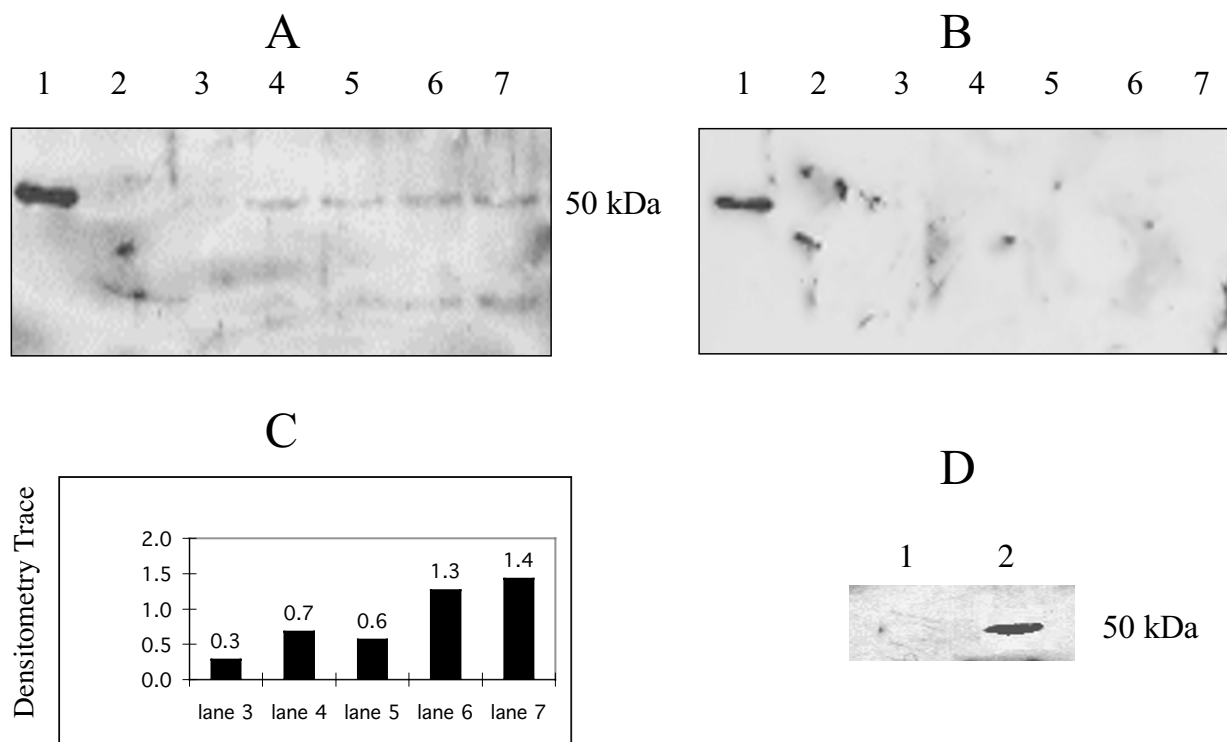 A
1 2 3 4 5 6 7
50 kDa
B
1 2 3 4 5 6 7
C
Densitometry Trace
2.0
1.5
1.0
0.5
0.0
0.3
0.7
0.6
1.3
1.4
lane 3 lane 4 lane 5 lane 6 lane 7
D
1 2
50 kDa